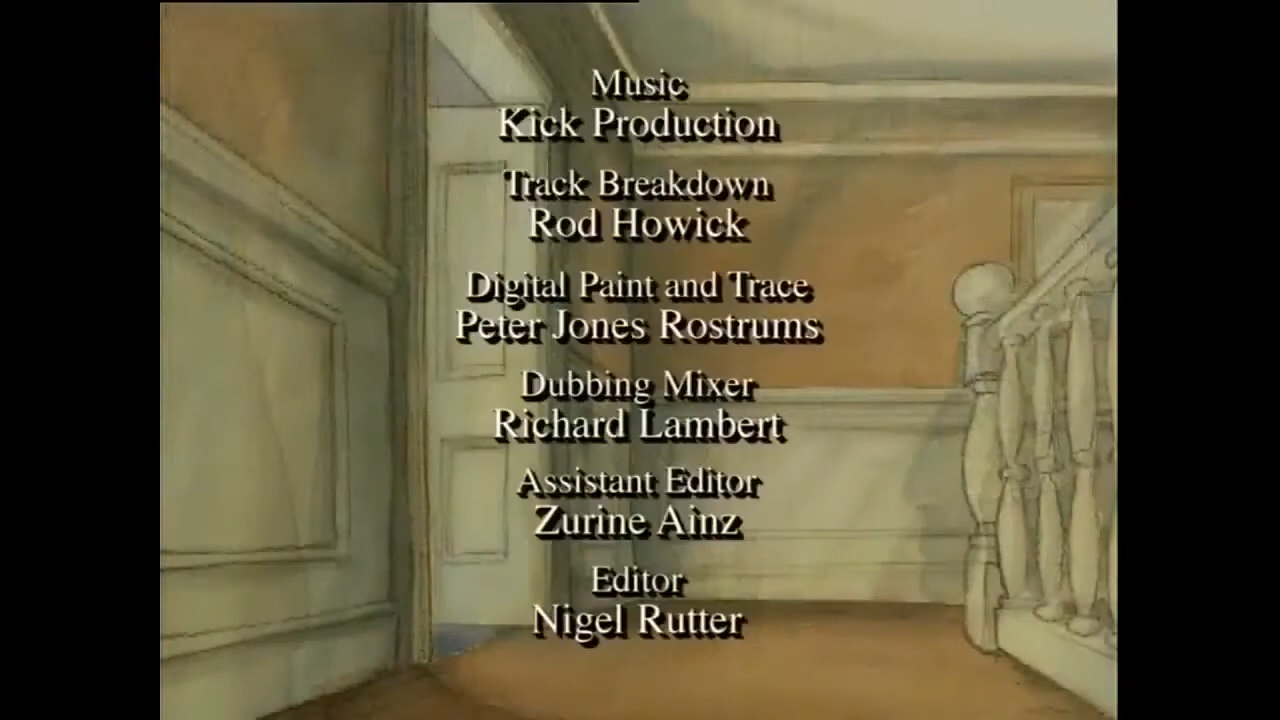 Music
Kick Production
Track Breakdown
Rod Howick
Digital Paint and Trace
Peter Jones Rostrums
Dubbing Mixer
Richard Lambert
Assistant Editor
Zurine Ainz
Editor
Nigel Rutter